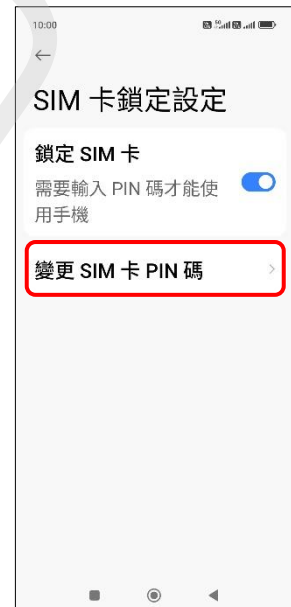 10:00
SIM 卡鎖定設定
鎖定 SIM 卡
需要輸入 PIN 碼才能使
用手機
變更 SIM 卡 PIN 碼